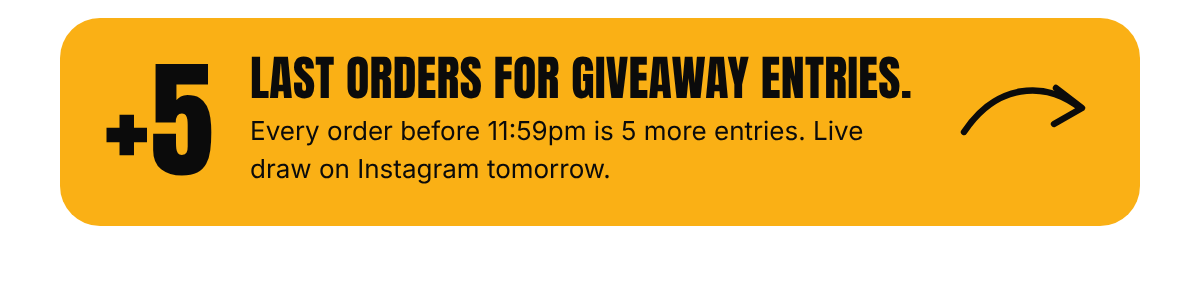 +5
LAST ORDERS FOR GIVEAWAY ENTRIES.
Every order before 11:59pm is 5 more entries. Live
draw on Instagram tomorrow.